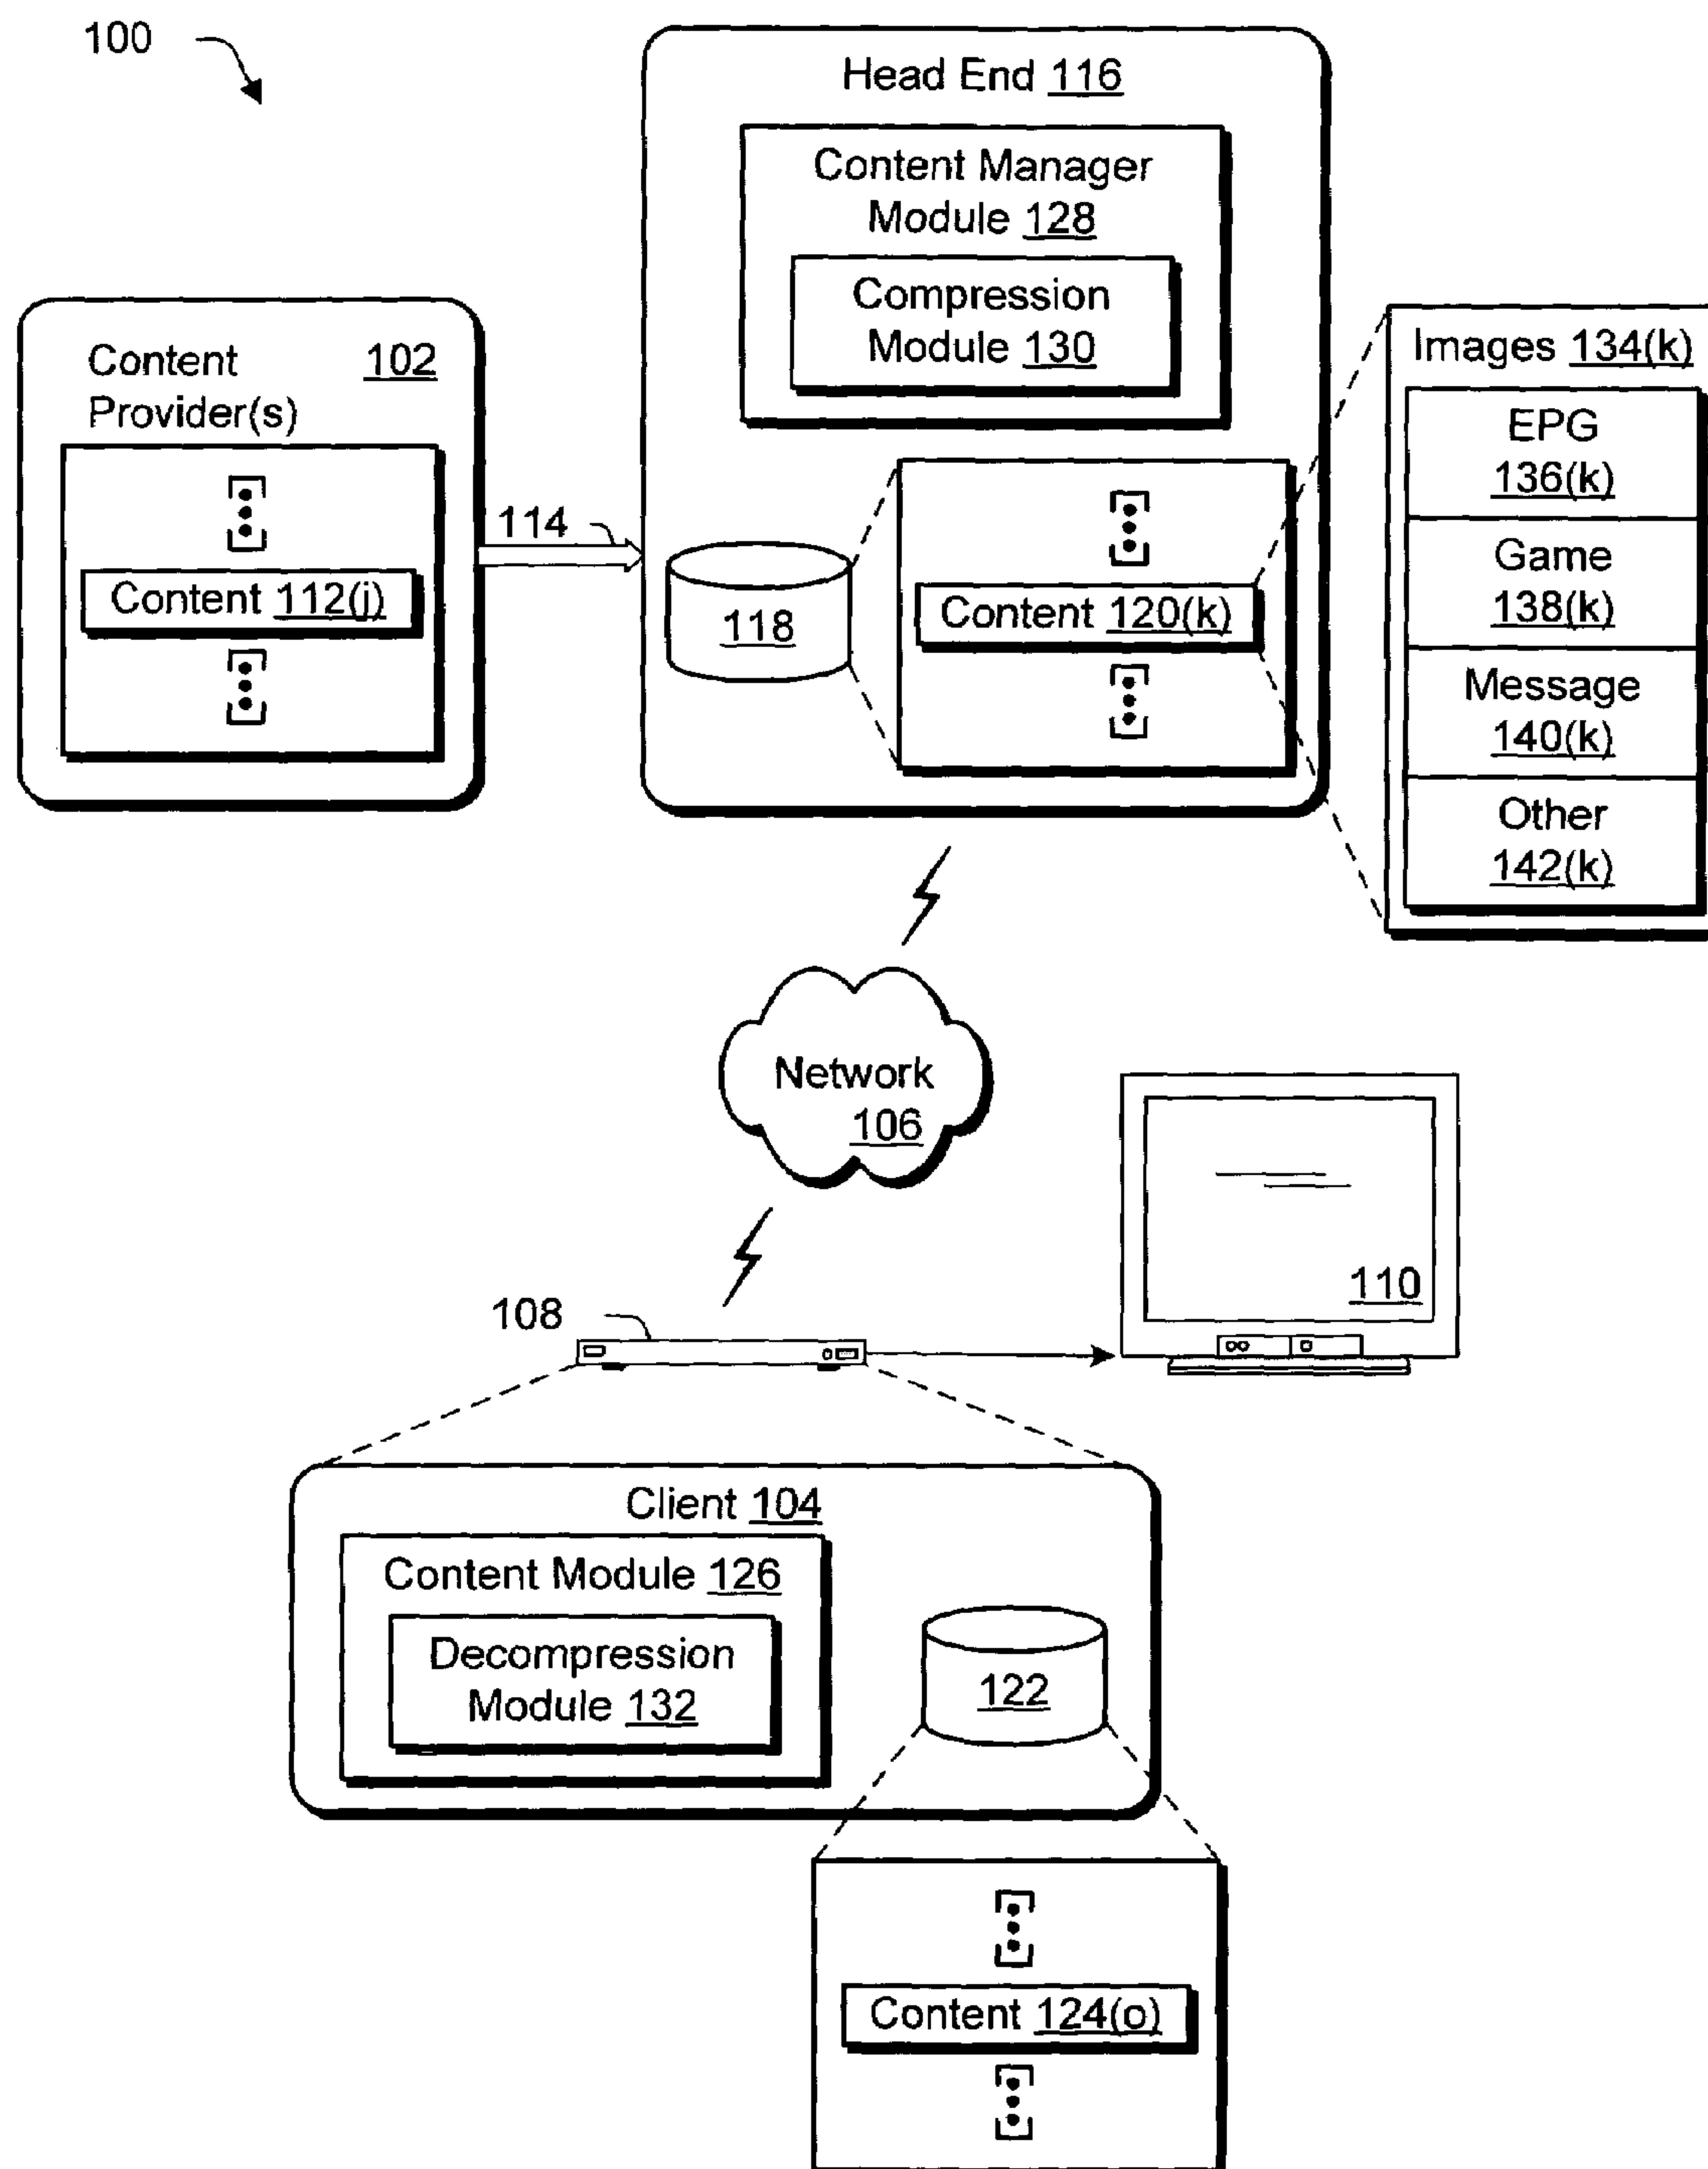 100
Head End 116
Content Manager
Module 128
Compression
Module 130
Content 102
Provider(s)
Content 112(j)
114
118
Content 120(k)
Images 134(k)
EPG
136(k)
Game
138(k)
Message
140(k)
Other
142(k)
Network
106
108
110
Client 104
Content Module 126
Decompression
Module 132
122
Content 124(o)